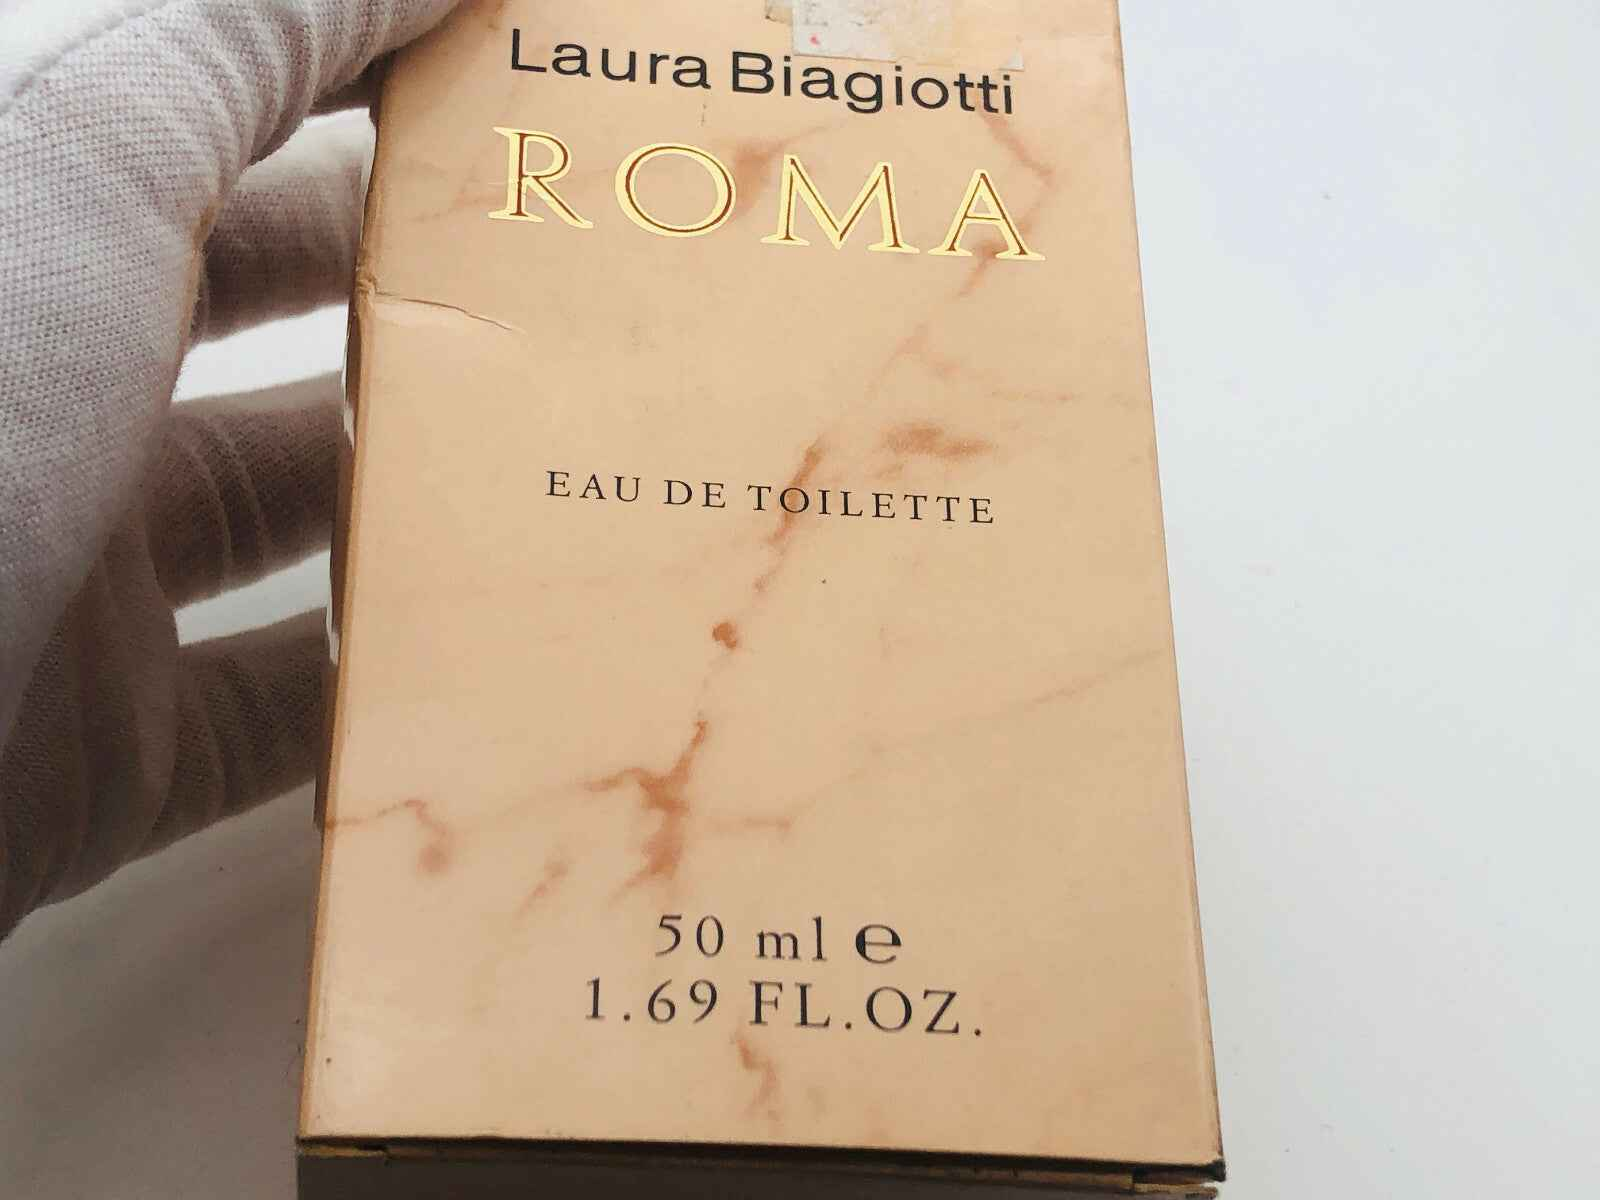 Laura Biagiotti
ROMA
EAU DE TOILETTE
50 ml ℮
1.69 FL.OZ.